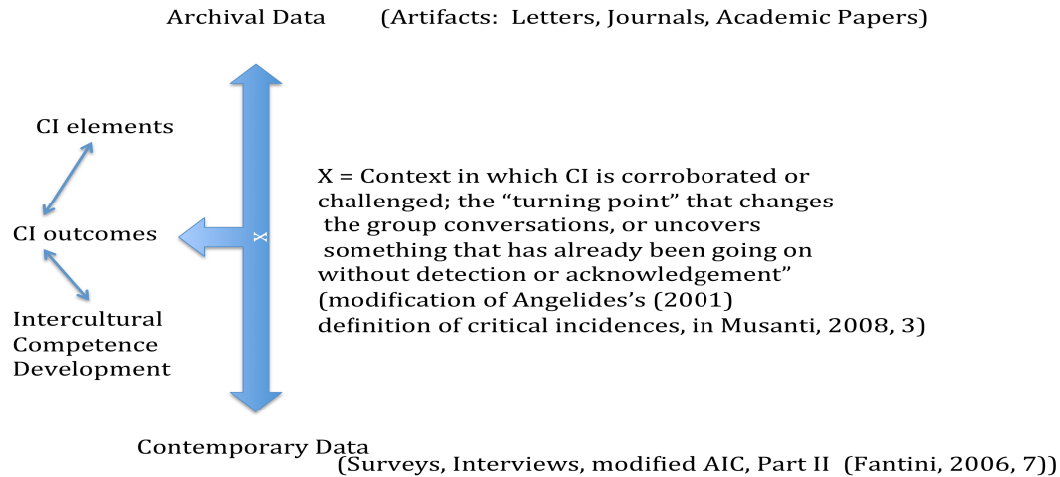 Archival Data (Artifacts: Letters, Journals, Academic Papers)
CI elements
X = Context in which CI is corroborated or
challenged; the “turning point” that changes
the group conversations, or uncovers
something that has already been going on
without detection or acknowledgement”
(modification of Angelides’s (2001)
definition of critical incidences, in Musanti, 2008, 3)
CI outcomes
X
Intercultural
Competence
Development
Contemporary Data
(Surveys, Interviews, modified AIC, Part II (Fantini, 2006, 7))